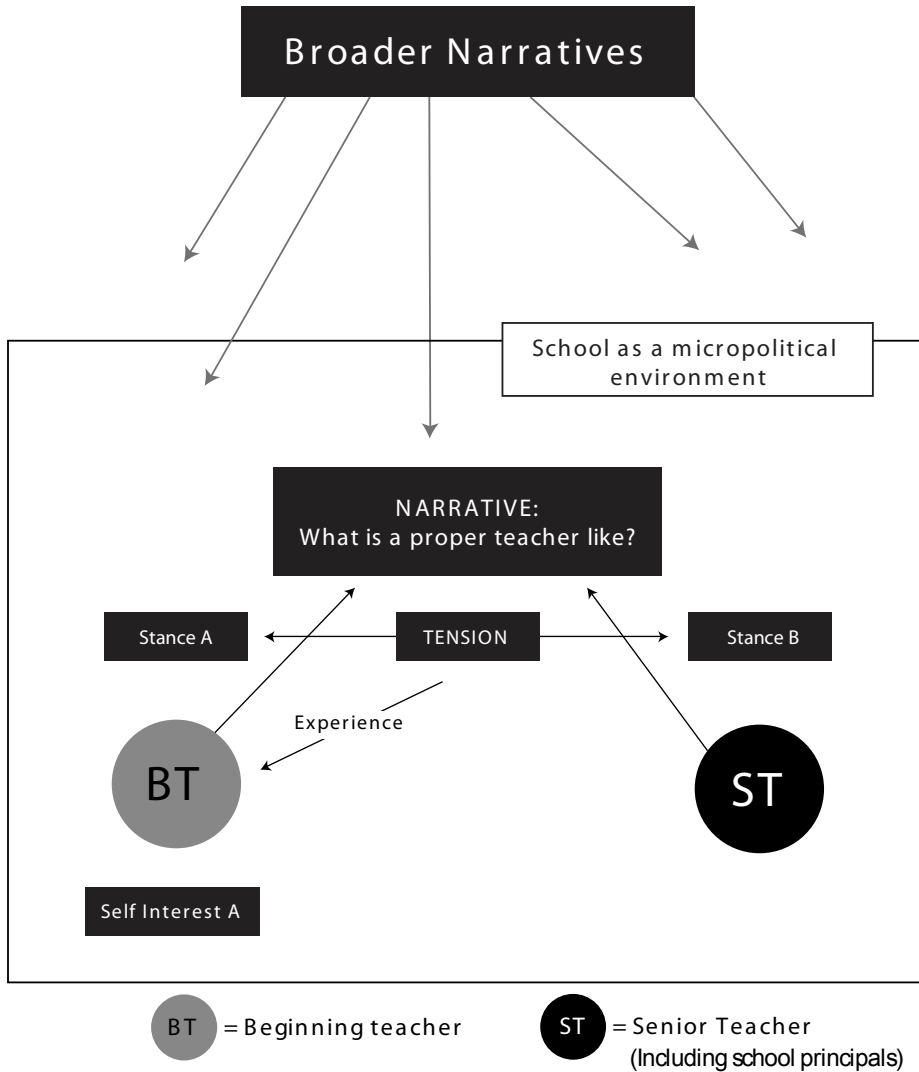 Broader Narratives
School as a micropolitical
environment
NARRATIVE:
What is a proper teacher like?
Stance A
TENSION
Stance B
Experience
BT
ST
Self Interest A
BT = Beginning teacher
ST = Senior Teacher
(Including school principals)